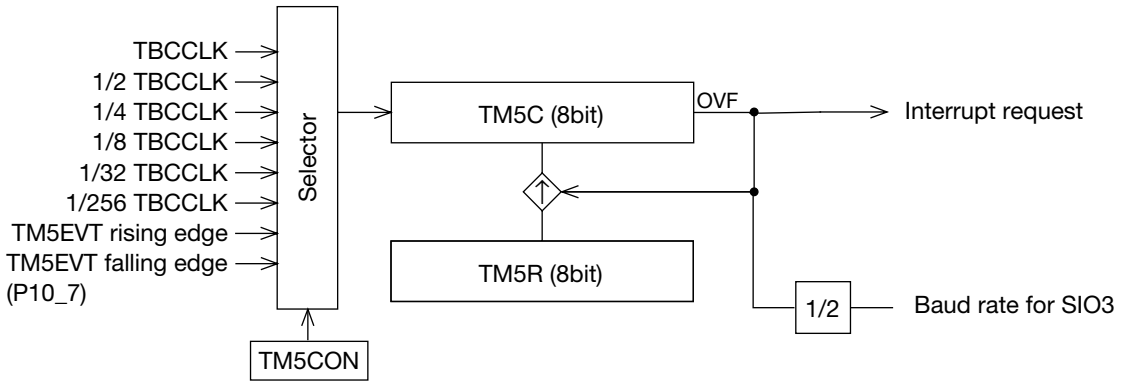 TBCCLK
1/2 TBCCLK
1/4 TBCCLK
1/8 TBCCLK
1/32 TBCCLK
1/256 TBCCLK
TM5EVT rising edge
TM5EVT falling edge
(P10_7)
Selector
TM5CON
TM5C (8bit)
OVF
Interrupt request
TM5R (8bit)
1/2
Baud rate for SIO3